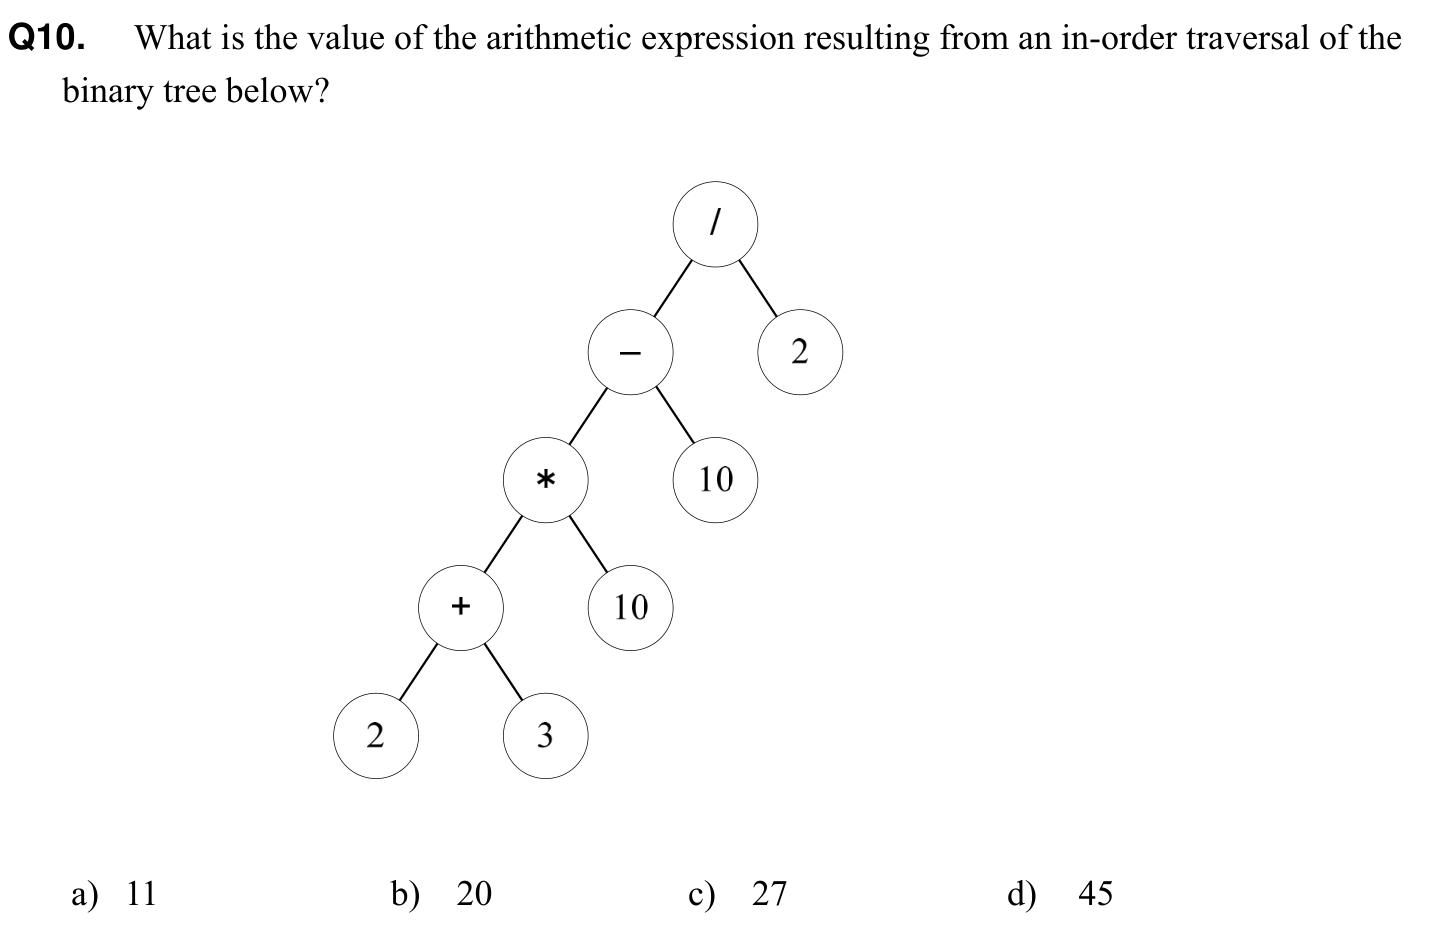 Q10. What is the value of the arithmetic expression resulting from an in-order traversal of the
binary tree below?
/
– 2
* 10
+ 10
2 3
a) 11 b) 20 c) 27 d) 45